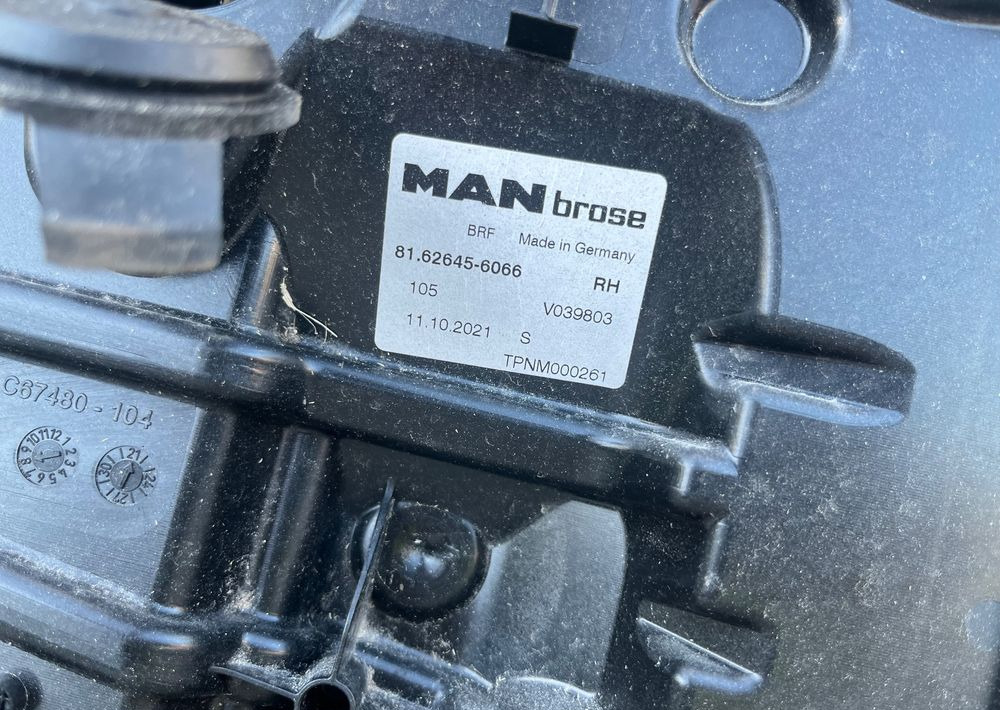 MAN brose
BRF Made in Germany
81.62645-6066 RH
105 V039803
11.10.2021 S
TPNM000261
C67480-104